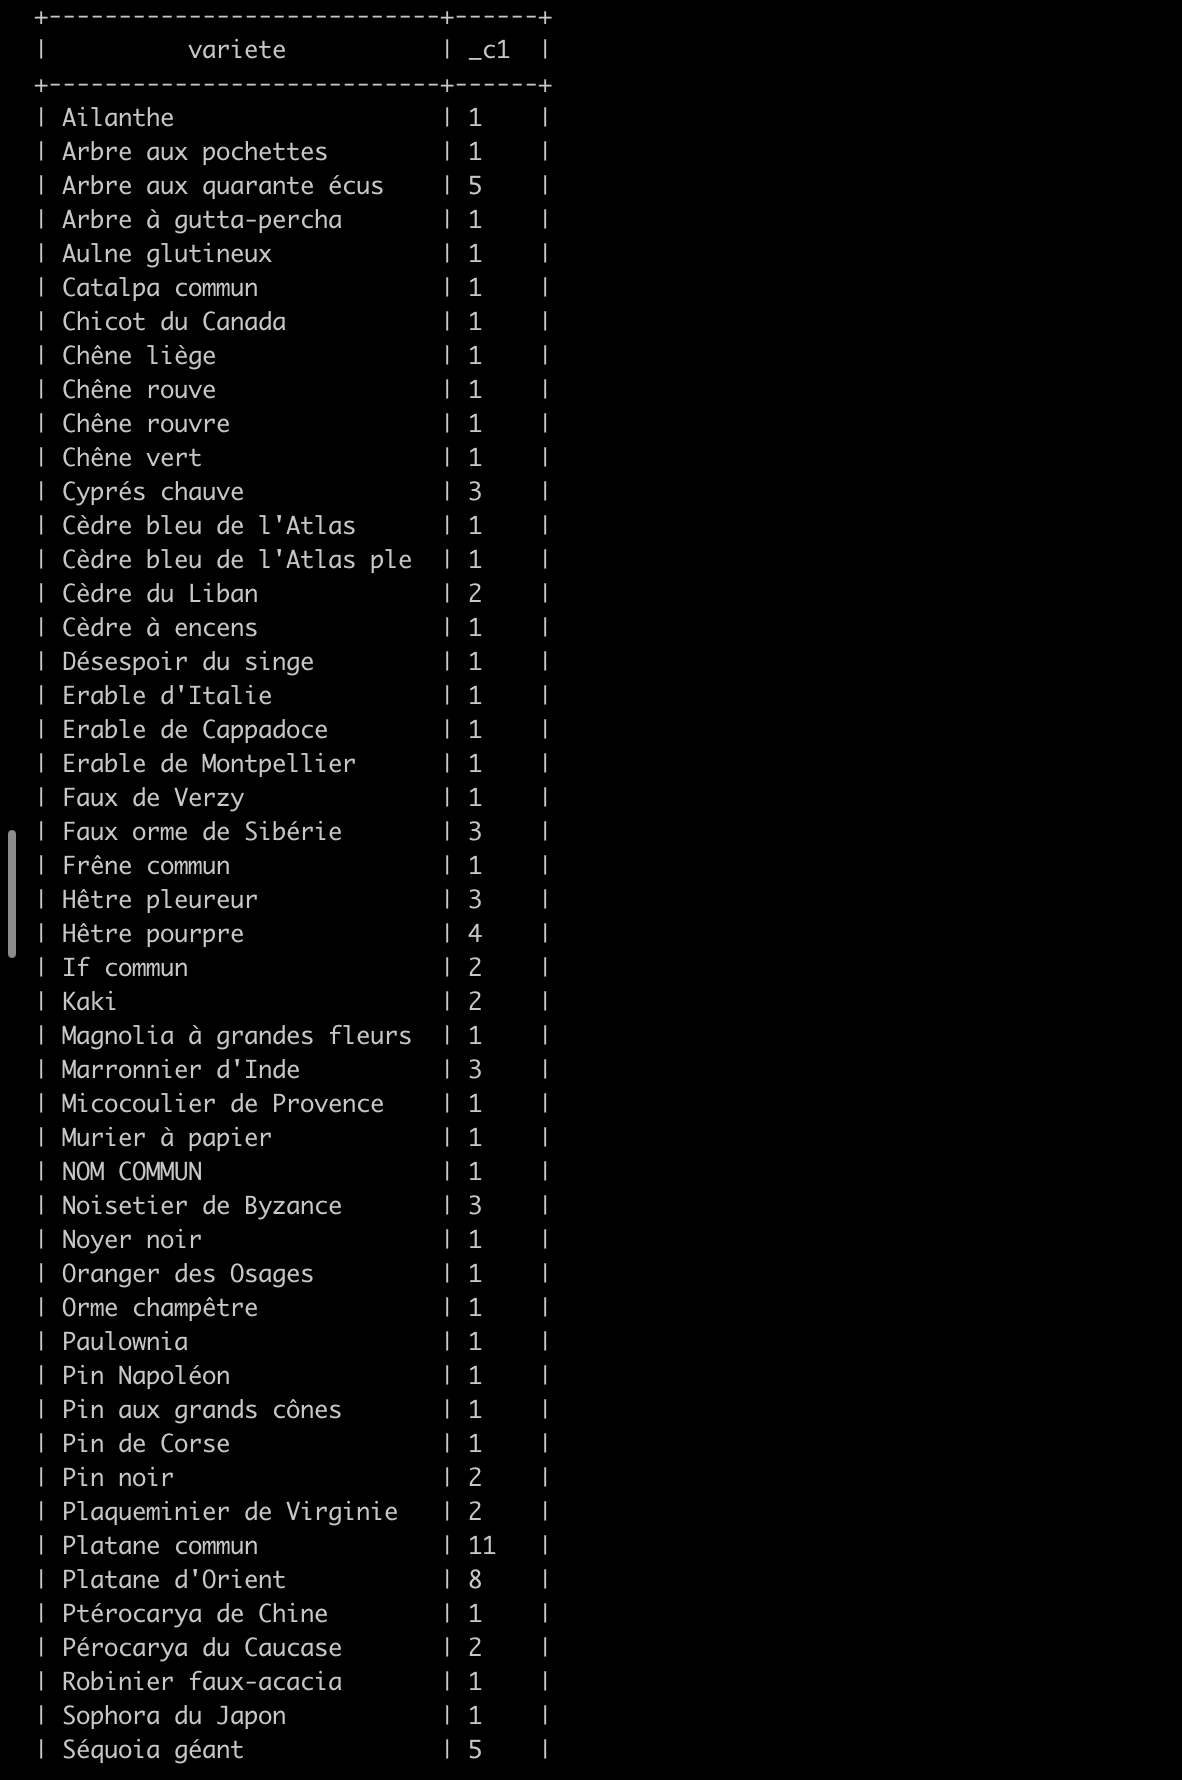 +----------------------------+------+
|          variete           | _c1  |
+----------------------------+------+
| Ailanthe                   | 1    |
| Arbre aux pochettes        | 1    |
| Arbre aux quarante écus    | 5    |
| Arbre à gutta-percha       | 1    |
| Aulne glutineux            | 1    |
| Catalpa commun             | 1    |
| Chicot du Canada           | 1    |
| Chêne liège                | 1    |
| Chêne rouve                | 1    |
| Chêne rouvre               | 1    |
| Chêne vert                 | 1    |
| Cyprés chauve              | 3    |
| Cèdre bleu de l'Atlas      | 1    |
| Cèdre bleu de l'Atlas ple  | 1    |
| Cèdre du Liban             | 2    |
| Cèdre à encens             | 1    |
| Désespoir du singe         | 1    |
| Erable d'Italie            | 1    |
| Erable de Cappadoce        | 1    |
| Erable de Montpellier      | 1    |
| Faux de Verzy              | 1    |
| Faux orme de Sibérie       | 3    |
| Frêne commun               | 1    |
| Hêtre pleureur             | 3    |
| Hêtre pourpre              | 4    |
| If commun                  | 2    |
| Kaki                       | 2    |
| Magnolia à grandes fleurs  | 1    |
| Marronnier d'Inde          | 3    |
| Micocoulier de Provence    | 1    |
| Murier à papier            | 1    |
| NOM COMMUN                 | 1    |
| Noisetier de Byzance       | 3    |
| Noyer noir                 | 1    |
| Oranger des Osages         | 1    |
| Orme champêtre             | 1    |
| Paulownia                  | 1    |
| Pin Napoléon               | 1    |
| Pin aux grands cônes       | 1    |
| Pin de Corse               | 1    |
| Pin noir                   | 2    |
| Plaqueminier de Virginie   | 2    |
| Platane commun             | 11   |
| Platane d'Orient           | 8    |
| Ptérocarya de Chine        | 1    |
| Pérocarya du Caucase       | 2    |
| Robinier faux-acacia       | 1    |
| Sophora du Japon           | 1    |
| Séquoia géant              | 5    |